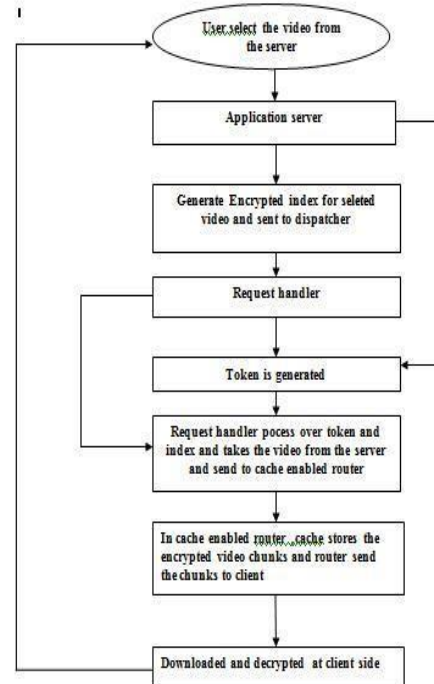 User select the video from
the server
Application server
Generate Encrypted index for seleted
video and sent to dispatcher
Request handler
Token is generated
Request handler pocess over token and
index and takes the video from the server
and send to cache enabled router
In cache enabled router ,cache stores the
encrypted video chunks and router send
the chunks to client
Downloaded and decrypted at client side